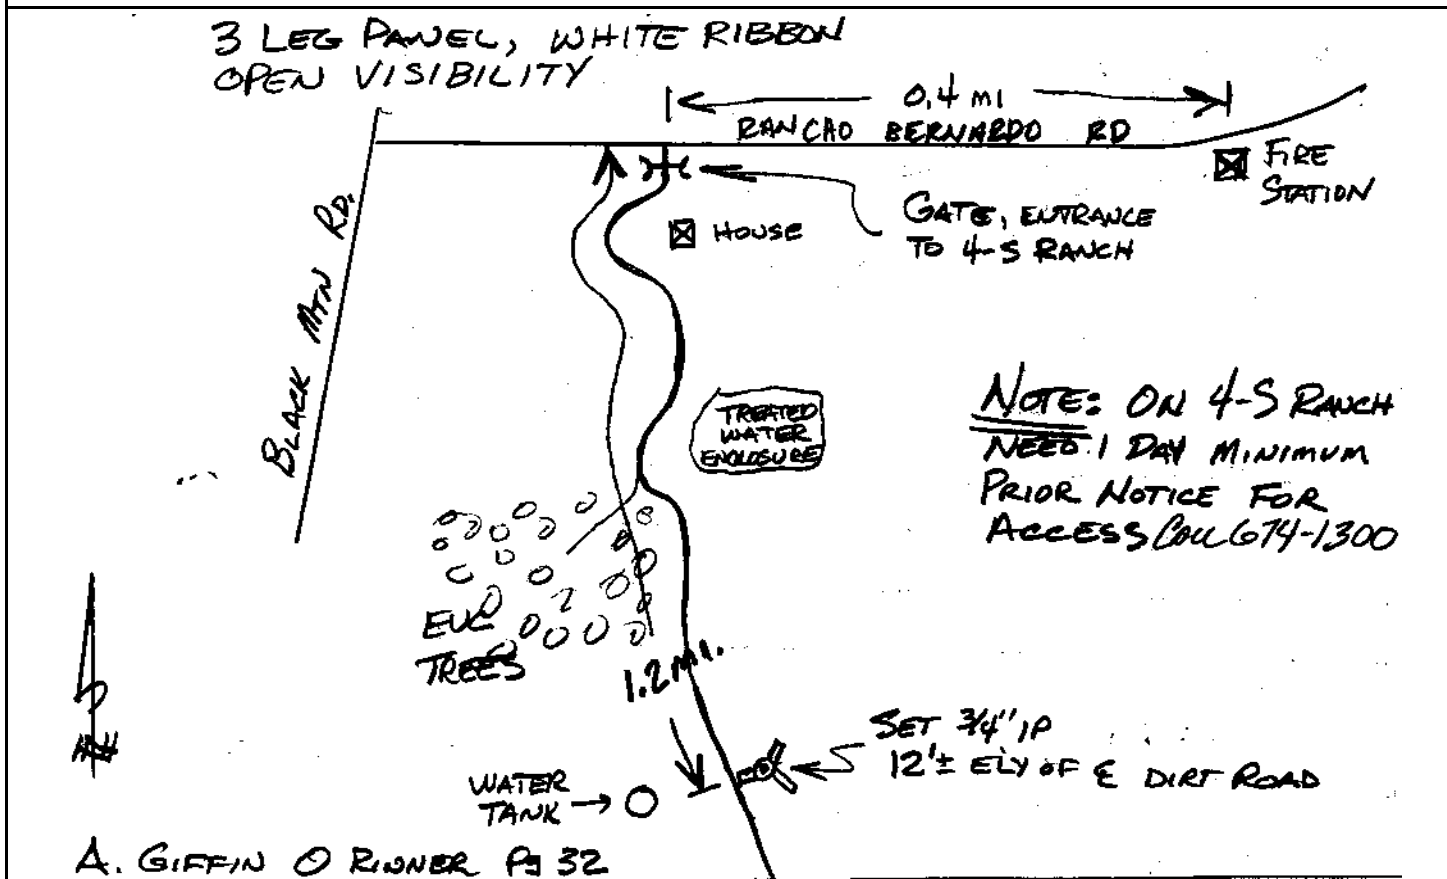 3 LEG PANEL, WHITE RIBBON
OPEN VISIBILITY
0.4 MI
RANCHO BERNARDO RD
FIRE
STATION
GATE, ENTRANCE
TO 4-S RANCH
HOUSE
BLACK MTN RD.
TREATED
WATER
ENCLOSURE
NOTE: ON 4-S RANCH
NEED 1 DAY MINIMUM
PRIOR NOTICE FOR
ACCESS Call 674-1300
EUC
TREES
1.2 MI.
SET 3/4" IP
12'± ELY OF ℄ DIRT ROAD
WATER
TANK
A. GIFFIN O RINNER Pg 32